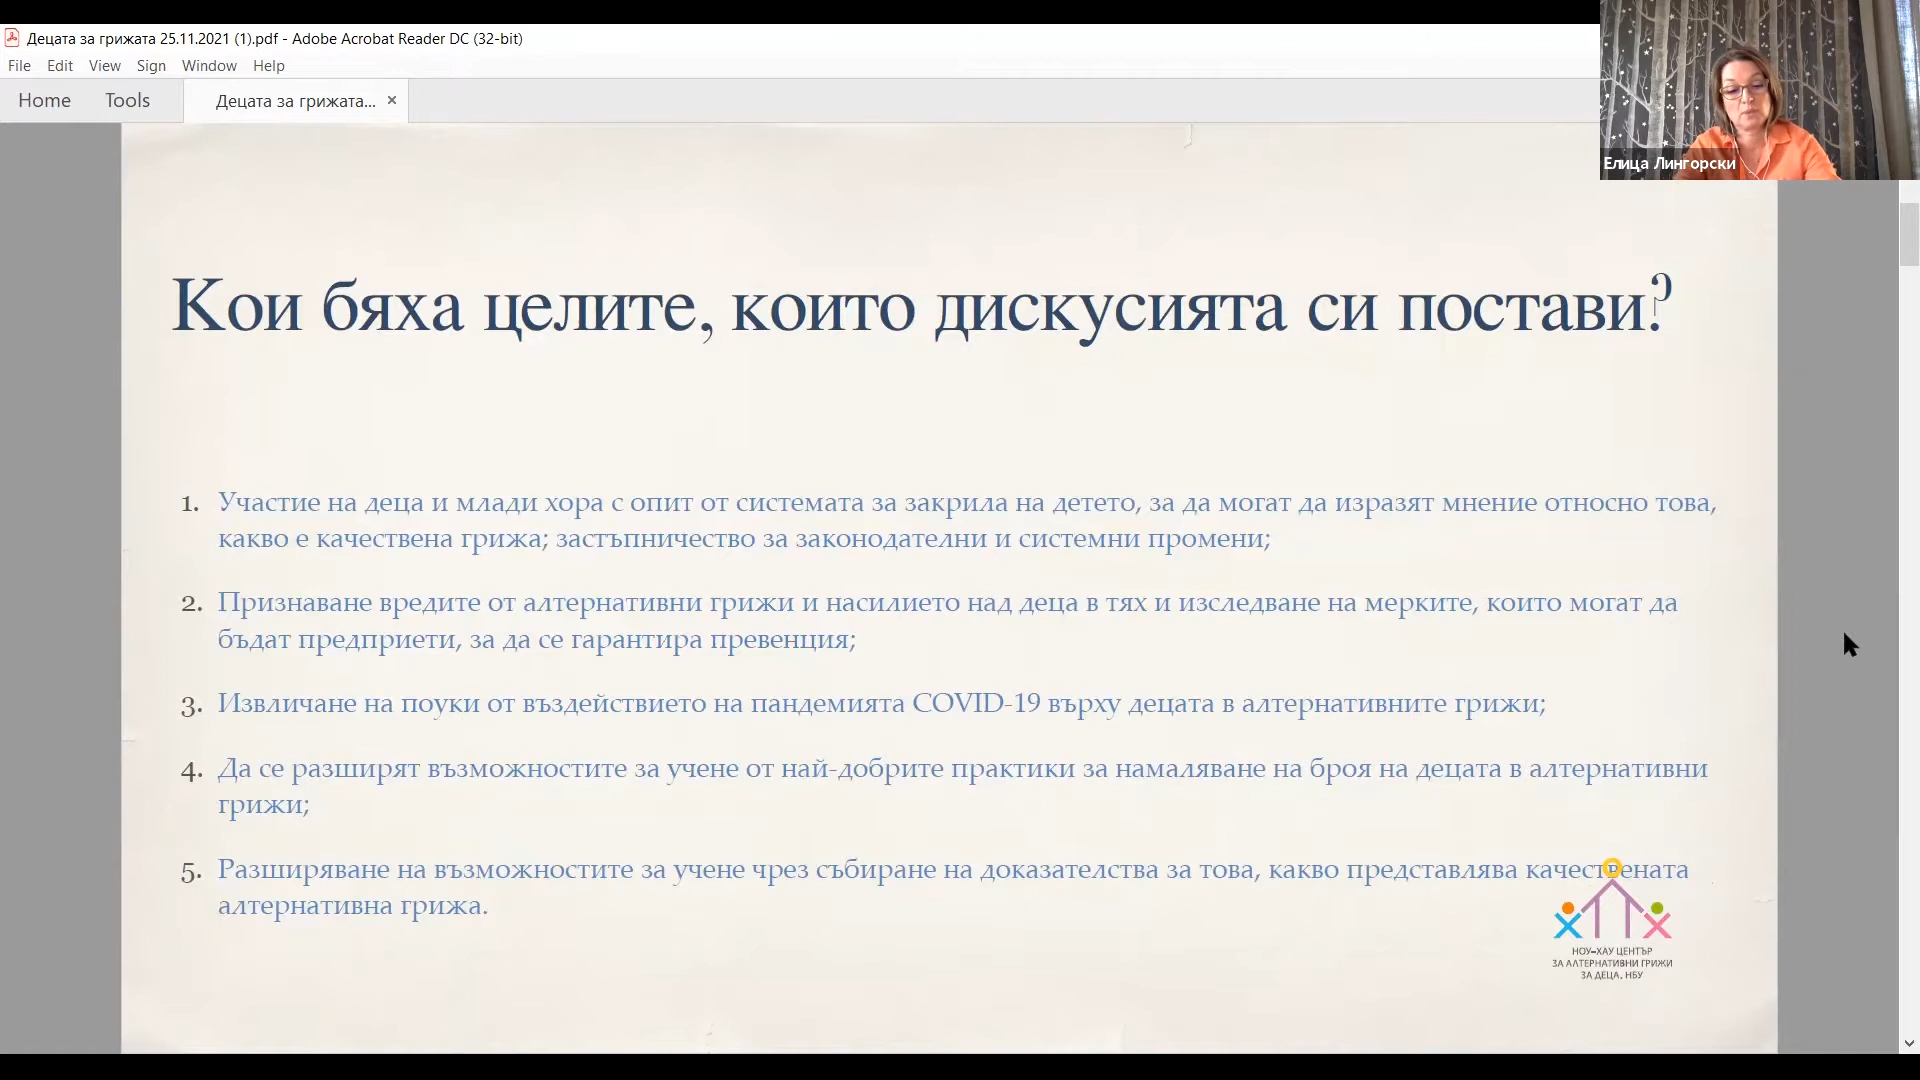 Децата за грижата 25.11.2021 (1).pdf - Adobe Acrobat Reader DC (32-bit)
File Edit View Sign Window Help
Home Tools Децата за грижата... ×
Елица Лингорски
Кои бяха целите, които дискусията си постави?
1. Участие на деца и млади хора с опит от системата за закрила на детето, за да могат да изразят мнение относно това,
какво е качествена грижа; застъпничество за законодателни и системни промени;
2. Признаване вредите от алтернативни грижи и насилието над деца в тях и изследване на мерките, които могат да
бъдат предприети, за да се гарантира превенция;
3. Извличане на поуки от въздействието на пандемията COVID-19 върху децата в алтернативните грижи;
4. Да се разширят възможностите за учене от най-добрите практики за намаляване на броя на децата в алтернативни
грижи;
5. Разширяване на възможностите за учене чрез събиране на доказателства за това, какво представлява качествената
алтернативна грижа.
НОУ-ХАУ ЦЕНТЪР
ЗА АЛТЕРНАТИВНИ ГРИЖИ
ЗА ДЕЦА, НБУ